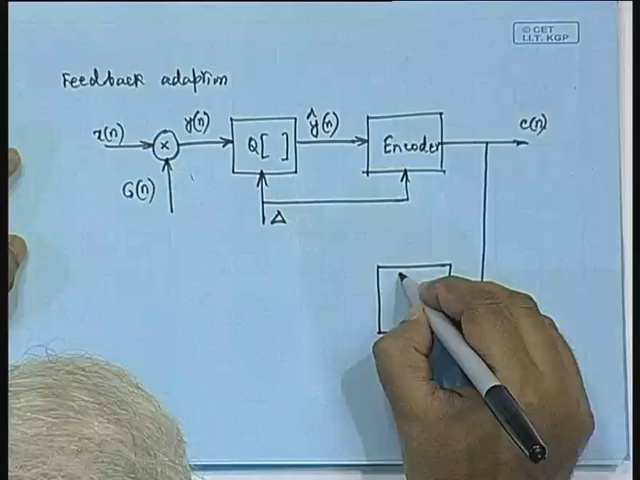 © CET
I.I.T. KGP
Feedback adaption
x(n)
y(n)
Q[ ]
ŷ(n)
Encoder
c(n)
×
G(n)
Δ